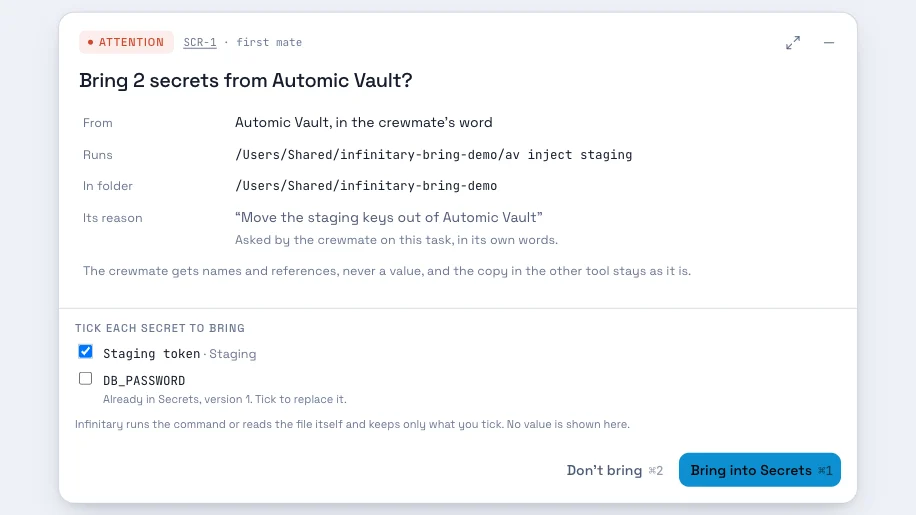 ATTENTION SCR-1 · first mate
Bring 2 secrets from Automic Vault?
From Automic Vault, in the crewmate's word
Runs /Users/Shared/infinitary-bring-demo/av inject staging
In folder /Users/Shared/infinitary-bring-demo
Its reason “Move the staging keys out of Automic Vault”
Asked by the crewmate on this task, in its own words.
The crewmate gets names and references, never a value, and the copy in the other tool stays as it is.
TICK EACH SECRET TO BRING
Staging token · Staging
DB_PASSWORD
Already in Secrets, version 1. Tick to replace it.
Infinitary runs the command or reads the file itself and keeps only what you tick. No value is shown here.
Don't bring ⌘2 Bring into Secrets ⌘1